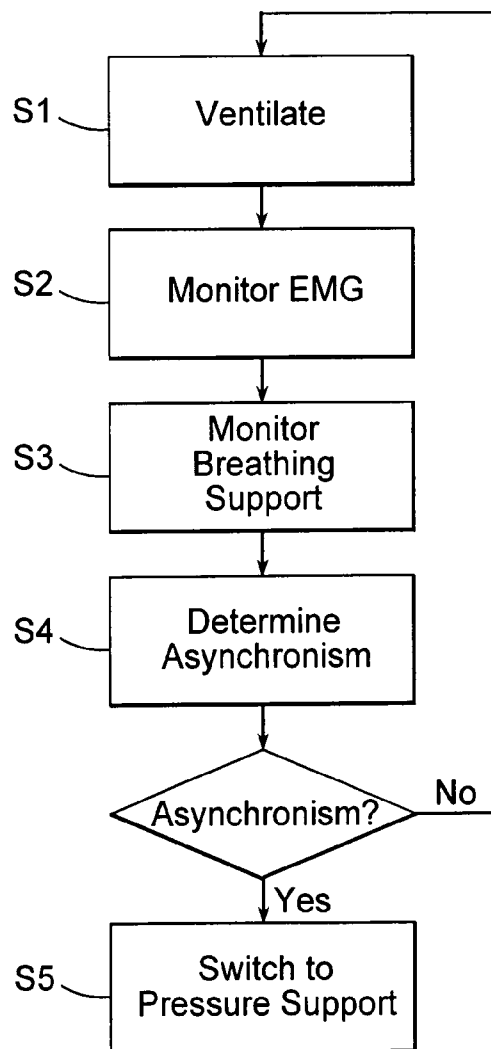 S1
Ventilate
S2
Monitor EMG
S3
Monitor
Breathing
Support
S4
Determine
Asynchronism
Asynchronism?
No
Yes
S5
Switch to
Pressure Support